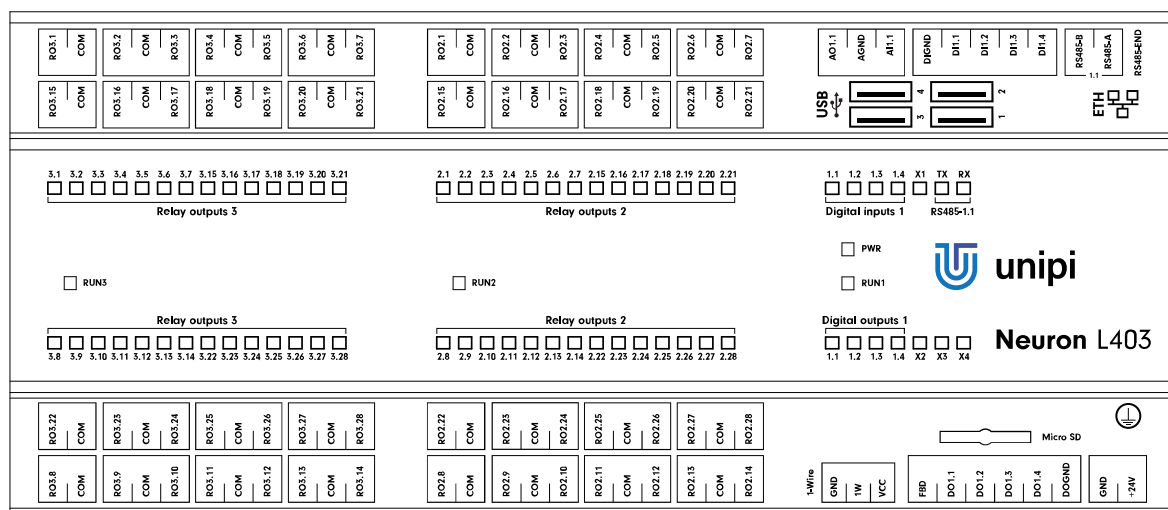 RO3.1 COM RO3.2 COM RO3.3 RO3.4 COM RO3.5 RO3.6 COM RO3.7 RO2.1 COM RO2.2 COM RO2.3 RO2.4 COM RO2.5 RO2.6 COM RO2.7 AO1.1 AGND AI1.1 DIGND DI1.1 DI1.2 DI1.3 DI1.4 RS485-B RS485-A RS485-END
1.1
RO3.15 COM RO3.16 COM RO3.17 RO3.18 COM RO3.19 RO3.20 COM RO3.21 RO2.15 COM RO2.16 COM RO2.17 RO2.18 COM RO2.19 RO2.20 COM RO2.21 USB 4 2 3 1 ETH
3.1 3.2 3.3 3.4 3.5 3.6 3.7 3.15 3.16 3.17 3.18 3.19 3.20 3.21 2.1 2.2 2.3 2.4 2.5 2.6 2.7 2.15 2.16 2.17 2.18 2.19 2.20 2.21 1.1 1.2 1.3 1.4 X1 TX RX
Relay outputs 3 Relay outputs 2 Digital inputs 1 RS485-1.1
PWR
unipi
RUN3 RUN2 RUN1
Relay outputs 3 Relay outputs 2 Digital outputs 1
Neuron L403
3.8 3.9 3.10 3.11 3.12 3.13 3.14 3.22 3.23 3.24 3.25 3.26 3.27 3.28 2.8 2.9 2.10 2.11 2.12 2.13 2.14 2.22 2.23 2.24 2.25 2.26 2.27 2.28 1.1 1.2 1.3 1.4 X2 X3 X4
RO3.22 COM RO3.23 COM RO3.24 RO3.25 COM RO3.26 RO3.27 COM RO3.28 RO2.22 COM RO2.23 COM RO2.24 RO2.25 COM RO2.26 RO2.27 COM RO2.28 Micro SD
RO3.8 COM RO3.9 COM RO3.10 RO3.11 COM RO3.12 RO3.13 COM RO3.14 RO2.8 COM RO2.9 COM RO2.10 RO2.11 COM RO2.12 RO2.13 COM RO2.14 1-Wire GND 1W VCC FBD DO1.1 DO1.2 DO1.3 DO1.4 DOGND GND +24V